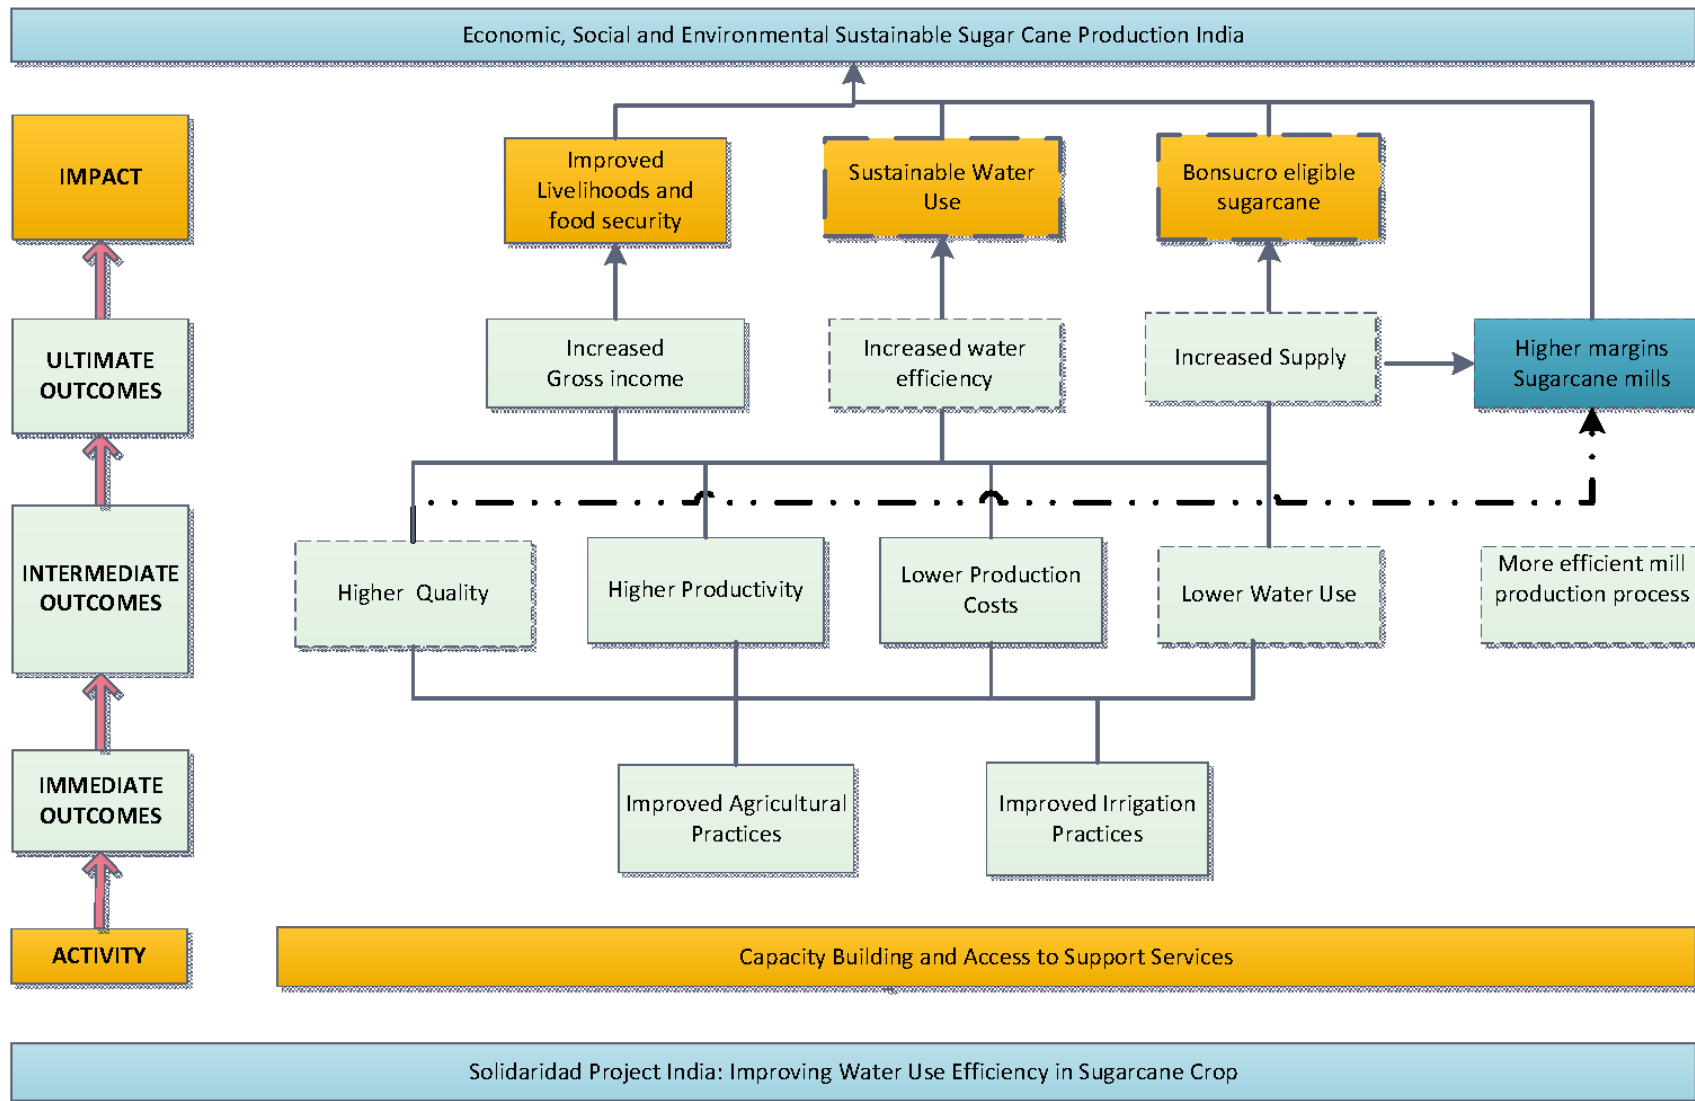 Economic, Social and Environmental Sustainable Sugar Cane Production India
IMPACT
Improved
Livelihoods and
food security
Sustainable Water
Use
Bonsucro eligible
sugarcane
ULTIMATE
OUTCOMES
Increased
Gross income
Increased water
efficiency
Increased Supply
Higher margins
Sugarcane mills
INTERMEDIATE
OUTCOMES
Higher Quality
Higher Productivity
Lower Production
Costs
Lower Water Use
More efficient mill
production process
IMMEDIATE
OUTCOMES
Improved Agricultural
Practices
Improved Irrigation
Practices
ACTIVITY
Capacity Building and Access to Support Services
Solidaridad Project India: Improving Water Use Efficiency in Sugarcane Crop